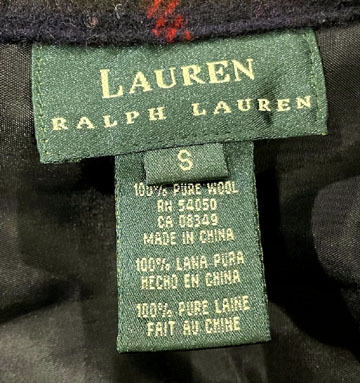 LAUREN
RALPH LAUREN
S
100% PURE WOOL
RN 54050
CA 08349
MADE IN CHINA
100% LANA PURA
HECHO EN CHINA
100% PURE LAINE
FAIT AU CHINE